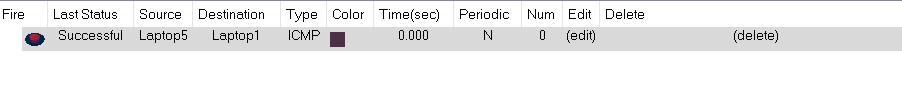 Fire Last Status Source Destination Type Color Time(sec) Periodic Num Edit Delete
Successful Laptop5 Laptop1 ICMP 0.000 N 0 (edit) (delete)